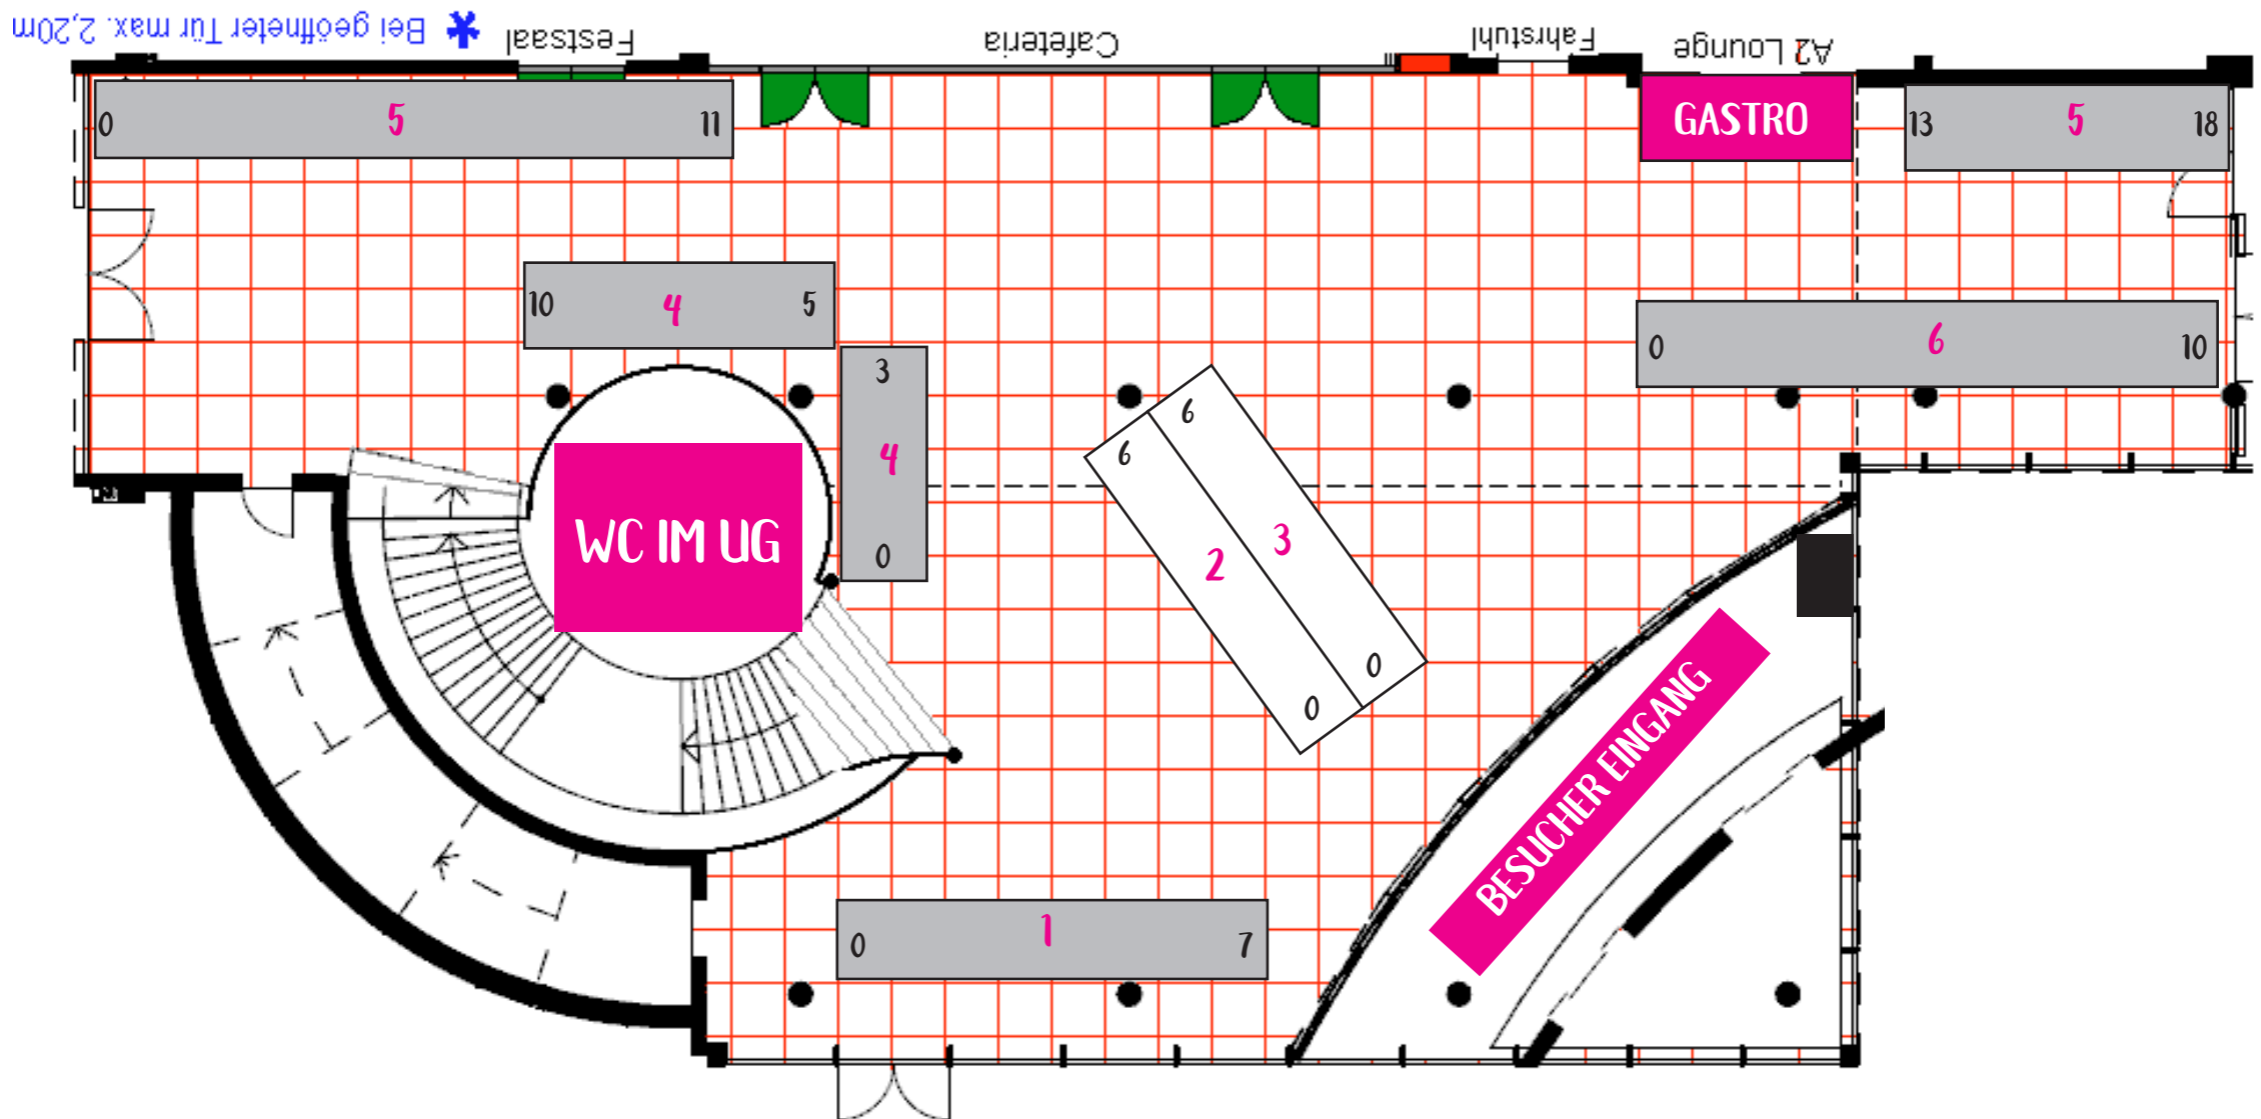 Bei geöffneter Tür max. 2,20m *
Festsaal
Cafeteria
Fahrstuhl
A2 Lounge
0 5 11
GASTRO
13 5 18
10 4 5
3
4
0
0 6 10
6 6
2 3
0 0
WC IM UG
BESUCHER EINGANG
0 1 7